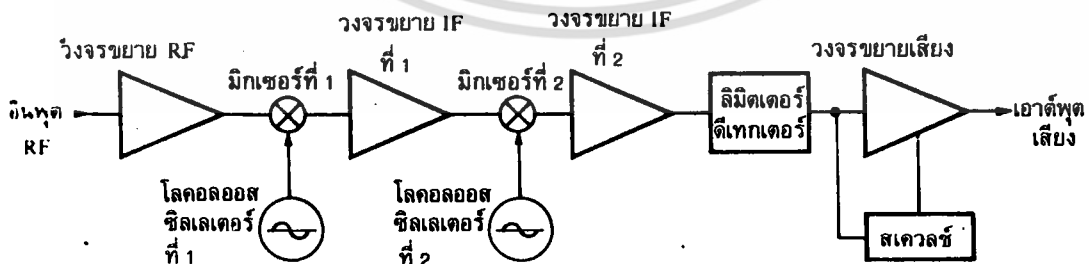 วงจรขยาย RF
วงจรขยาย IF
ที่ 1
วงจรขยาย IF
ที่ 2
วงจรขยายเสียง
มิกเซอร์ที่ 1
มิกเซอร์ที่ 2
อินพุต
RF
ลิมิตเตอร์
ดีเทกเตอร์
เอาต์พุต
เสียง
โลคอลออส
ซิลเลเตอร์
ที่ 1
โลคอลออส
ซิลเลเตอร์
ที่ 2
สเควลช์